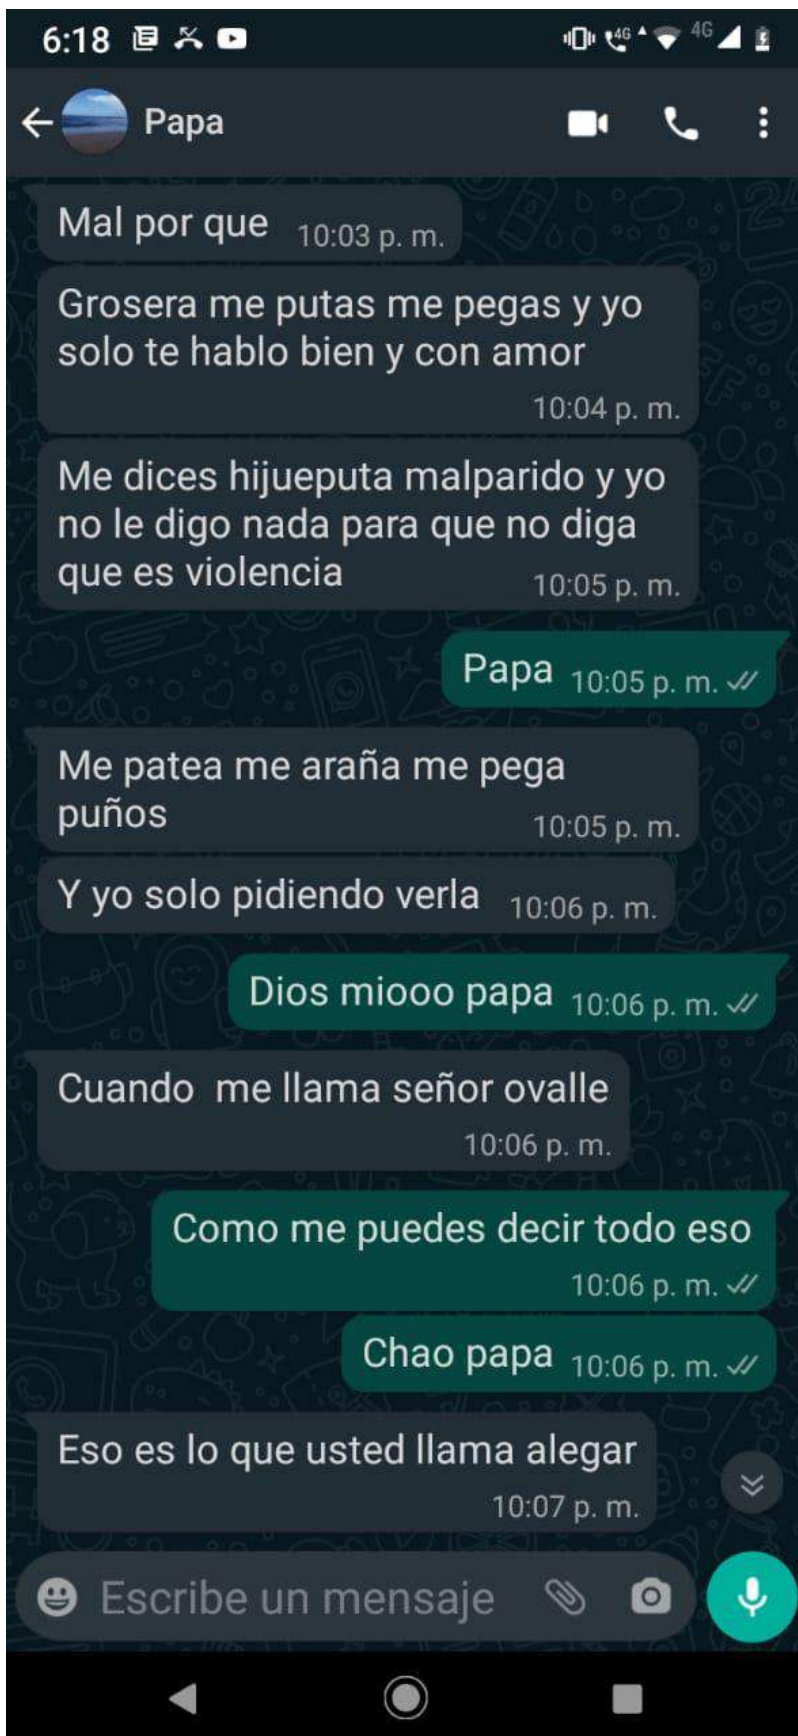 6:18
4G 4G
Papa
Mal por que 10:03 p. m.
Grosera me putas me pegas y yo
solo te hablo bien y con amor
10:04 p. m.
Me dices hijueputa malparido y yo
no le digo nada para que no diga
que es violencia 10:05 p. m.
Papa 10:05 p. m.
Me patea me araña me pega
puños 10:05 p. m.
Y yo solo pidiendo verla 10:06 p. m.
Dios miooo papa 10:06 p. m.
Cuando me llama señor ovalle
10:06 p. m.
Como me puedes decir todo eso
10:06 p. m.
Chao papa 10:06 p. m.
Eso es lo que usted llama alegar
10:07 p. m.
Escribe un mensaje